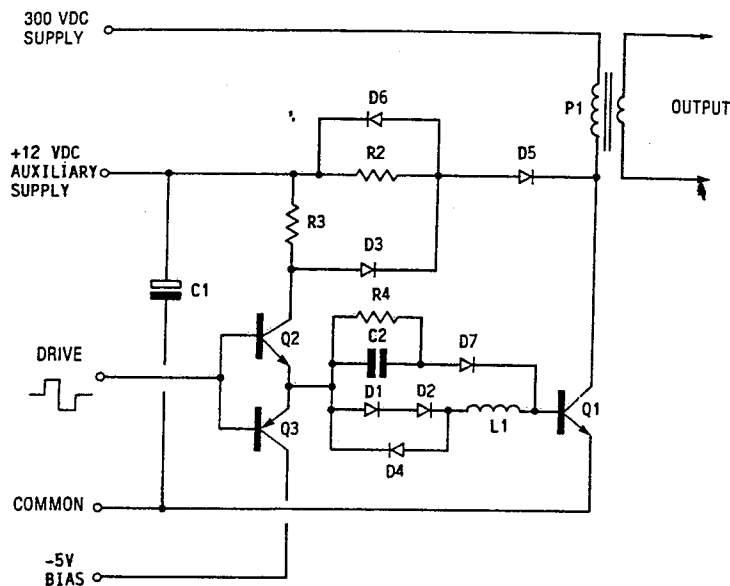 300 VDC
SUPPLY
P1
OUTPUT
D6
R2
D5
+12 VDC
AUXILIARY
SUPPLY
R3
D3
C1
R4
C2
D7
Q2
DRIVE
D1
D2
Q1
L1
Q3
D4
COMMON
-5V
BIAS